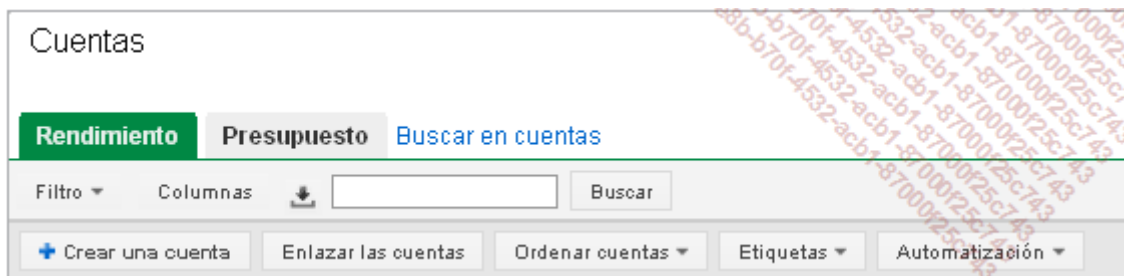 Cuentas
Rendimiento Presupuesto Buscar en cuentas
Filtro Columnas Buscar
Crear una cuenta Enlazar las cuentas Ordenar cuentas Etiquetas Automatización